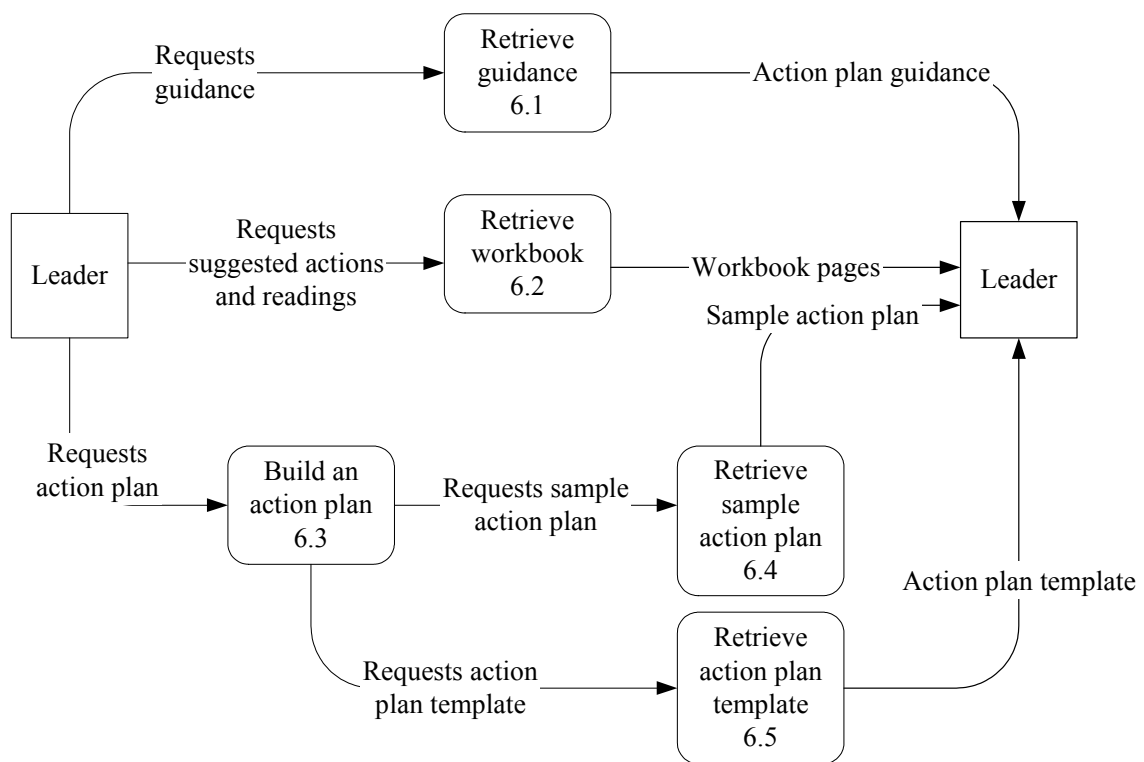 Requests
guidance
Retrieve
guidance
6.1
Action plan guidance
Leader
Requests
suggested actions
and readings
Retrieve
workbook
6.2
Workbook pages
Sample action plan
Leader
Requests
action plan
Build an
action plan
6.3
Requests sample
action plan
Retrieve
sample
action plan
6.4
Action plan template
Requests action
plan template
Retrieve
action plan
template
6.5